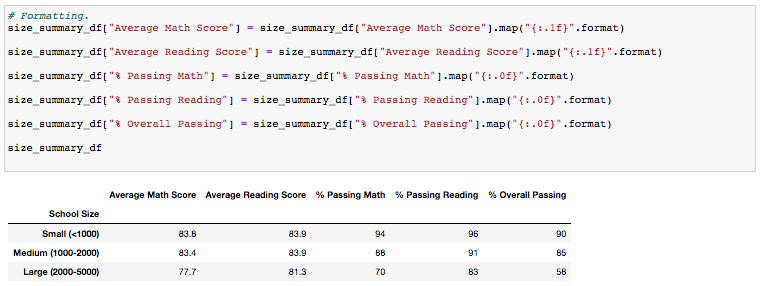 # Formatting.
size_summary_df["Average Math Score"] = size_summary_df["Average Math Score"].map("{:.1f}".format)
size_summary_df["Average Reading Score"] = size_summary_df["Average Reading Score"].map("{:.1f}".format)
size_summary_df["% Passing Math"] = size_summary_df["% Passing Math"].map("{:.0f}".format)
size_summary_df["% Passing Reading"] = size_summary_df["% Passing Reading"].map("{:.0f}".format)
size_summary_df["% Overall Passing"] = size_summary_df["% Overall Passing"].map("{:.0f}".format)
size_summary_df
Average Math Score Average Reading Score % Passing Math % Passing Reading % Overall Passing
School Size
Small (<1000) 83.8 83.9 94 96 90
Medium (1000-2000) 83.4 83.9 88 91 85
Large (2000-5000) 77.7 81.3 70 83 58